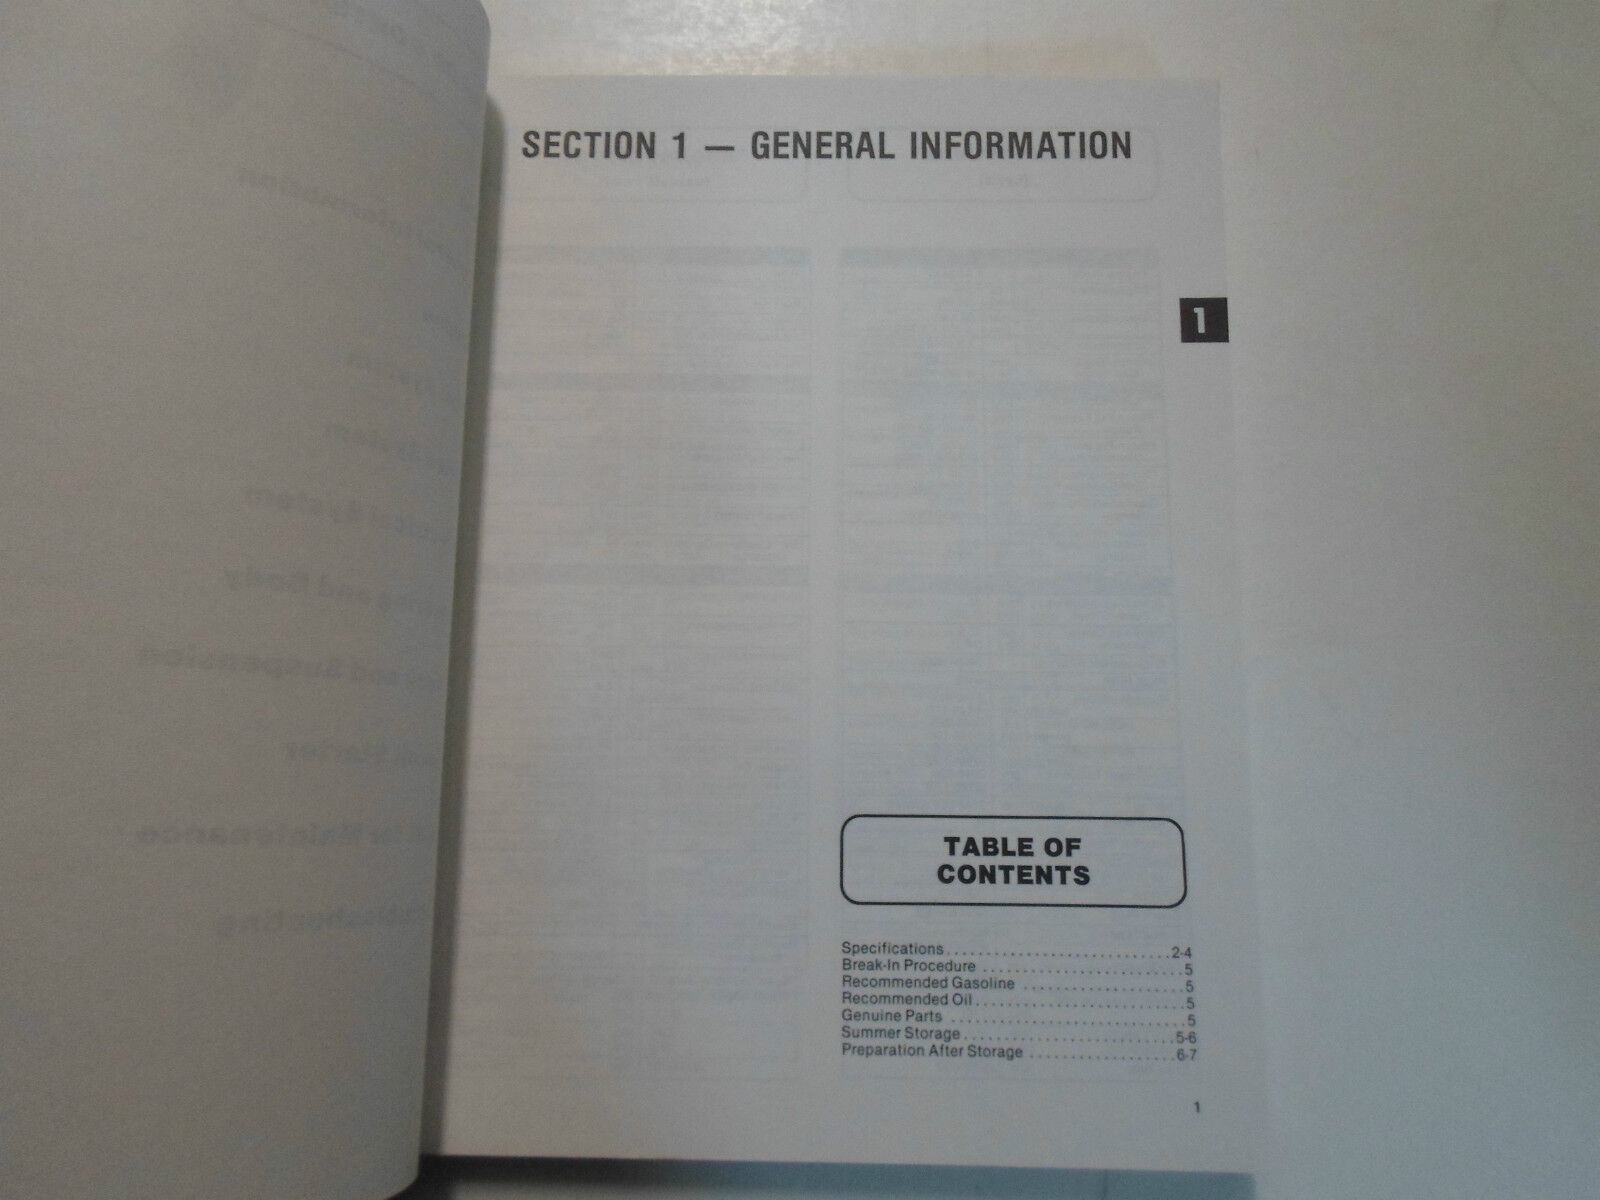 SECTION 1 — GENERAL INFORMATION
1
TABLE OF
CONTENTS
Specifications............................2-4
Break-In Procedure ..........................5
Recommended Gasoline .....................5
Recommended Oil...........................5
Genuine Parts ..............................5
Summer Storage...........................5-6
Preparation After Storage ..................6-7
1